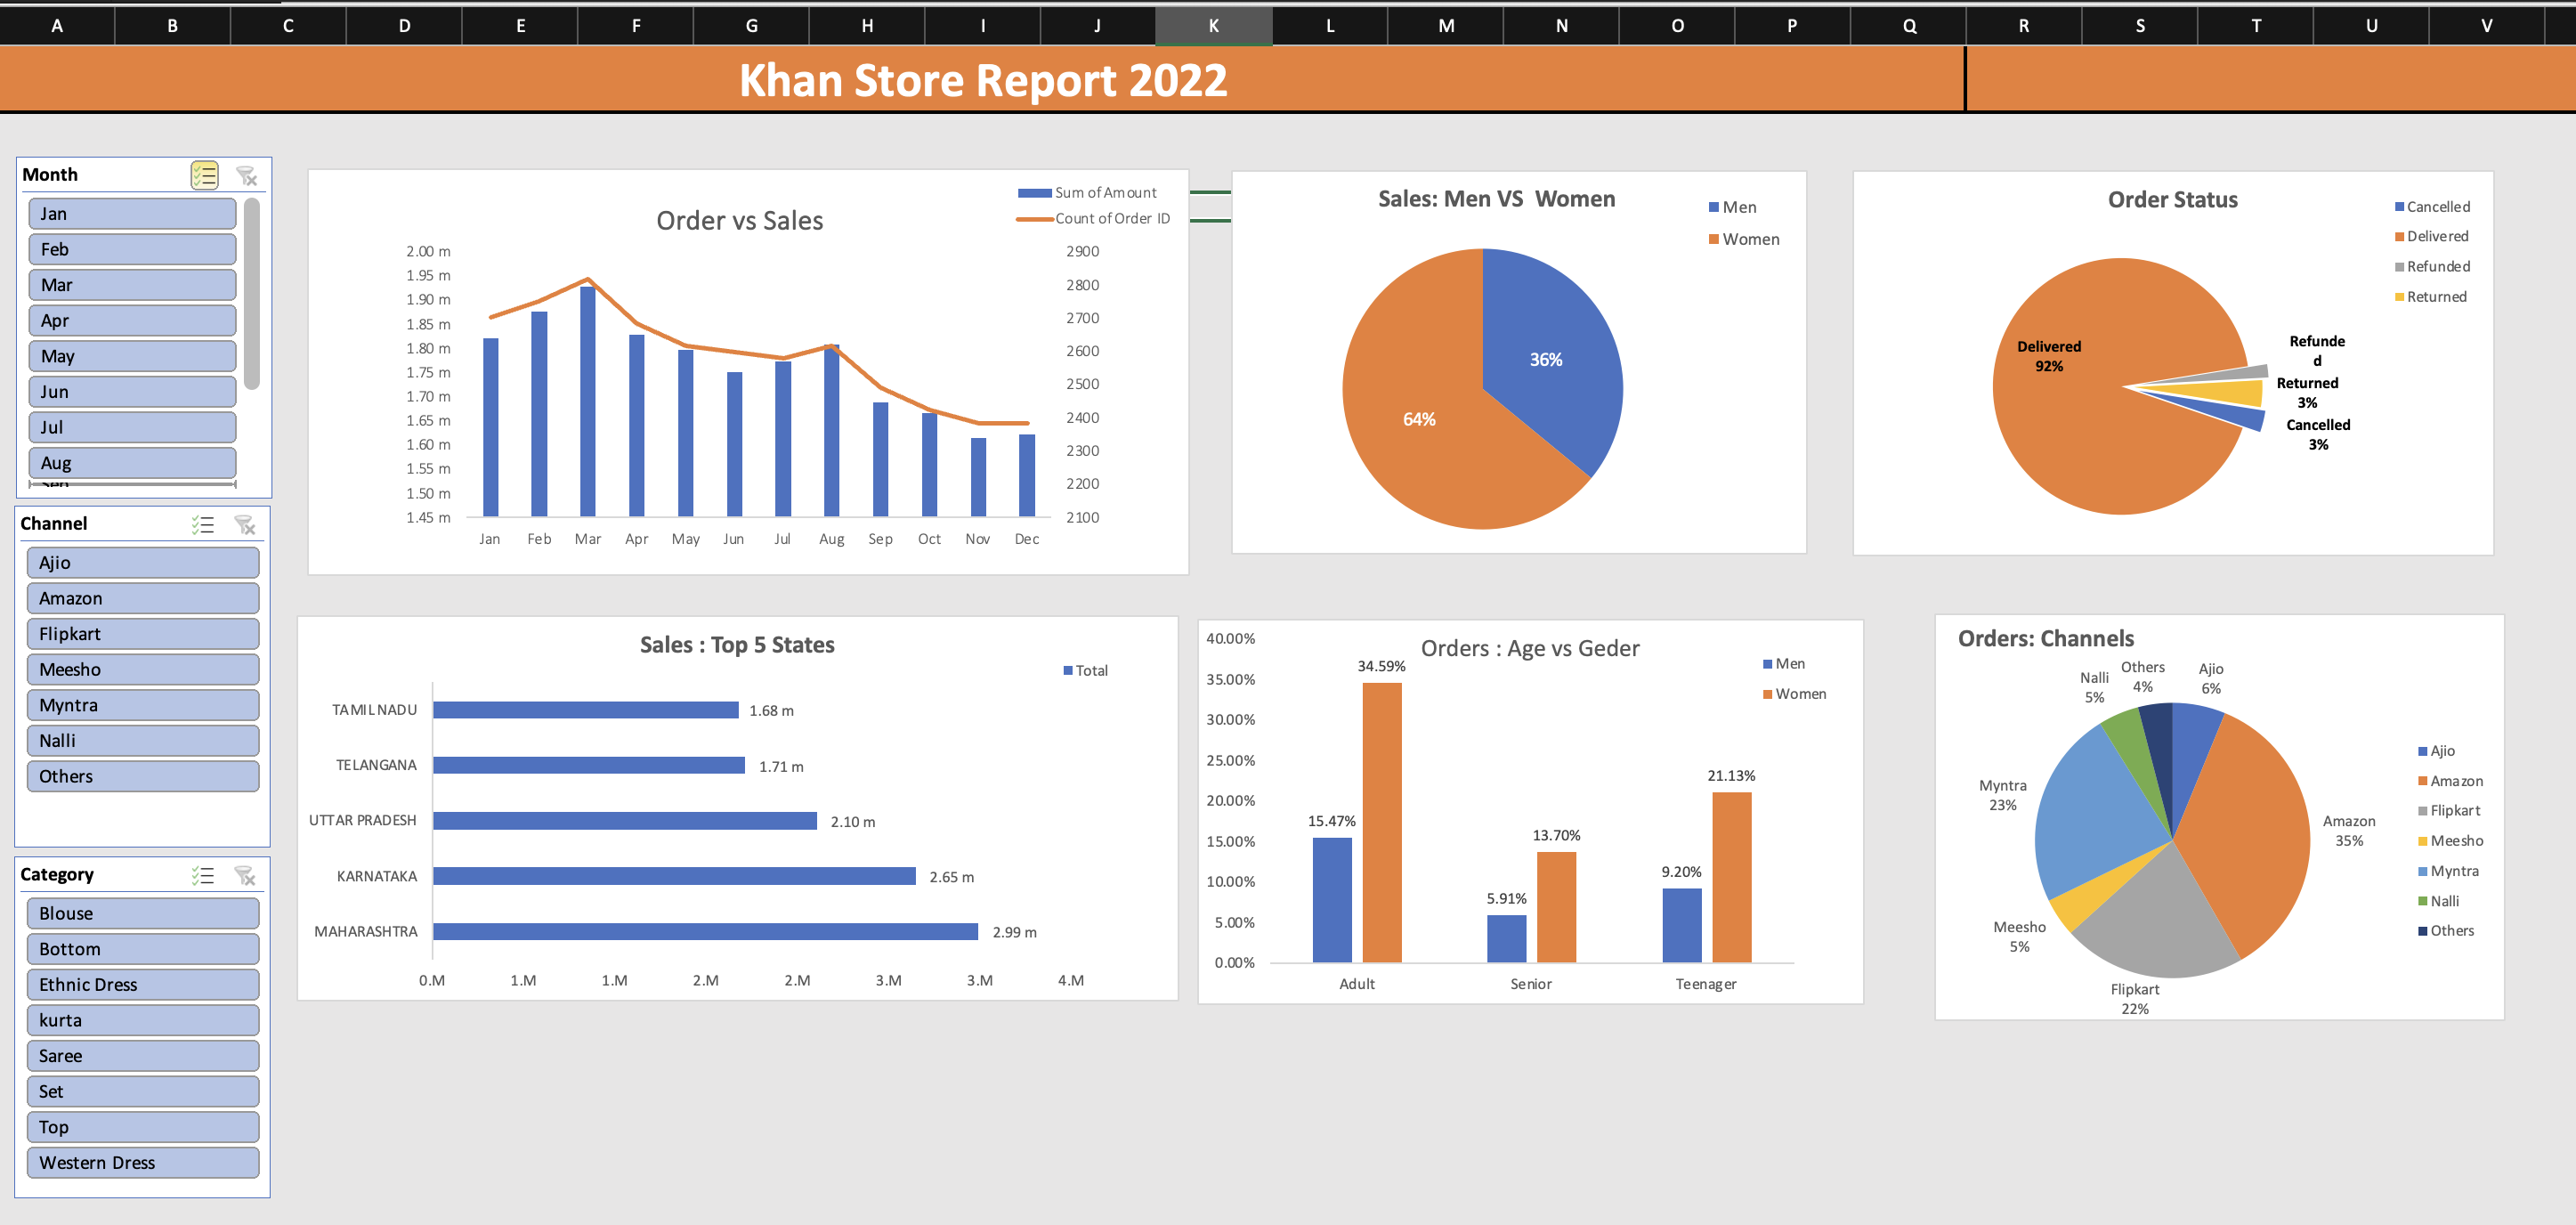 A B C D E F G H I J K L M N O P Q R S T U V
Khan Store Report 2022
Month
Jan
Feb
Mar
Apr
May
Jun
Jul
Aug
Sep
Channel
Ajio
Amazon
Flipkart
Meesho
Myntra
Nalli
Others
Category
Blouse
Bottom
Ethnic Dress
kurta
Saree
Set
Top
Western Dress
Order vs Sales
Sum of Amount
Count of Order ID
2.00 m
1.95 m
1.90 m
1.85 m
1.80 m
1.75 m
1.70 m
1.65 m
1.60 m
1.55 m
1.50 m
1.45 m
2900
2800
2700
2600
2500
2400
2300
2200
2100
Jan Feb Mar Apr May Jun Jul Aug Sep Oct Nov Dec
Sales: Men VS Women
Men
Women
36%
64%
Order Status
Cancelled
Delivered
Refunded
Returned
Delivered
92%
Refunde
d
Returned
3%
Cancelled
3%
Sales : Top 5 States
Total
TAMIL NADU 1.68 m
TELANGANA 1.71 m
UTTAR PRADESH 2.10 m
KARNATAKA 2.65 m
MAHARASHTRA 2.99 m
0.M 1.M 1.M 2.M 2.M 3.M 3.M 4.M
Orders : Age vs Geder
Men
Women
40.00%
35.00%
30.00%
25.00%
20.00%
15.00%
10.00%
5.00%
0.00%
15.47%
34.59%
5.91%
13.70%
9.20%
21.13%
Adult Senior Teenager
Orders: Channels
Ajio
6%
Amazon
35%
Flipkart
22%
Meesho
5%
Myntra
23%
Nalli
5%
Others
4%
Ajio
Amazon
Flipkart
Meesho
Myntra
Nalli
Others